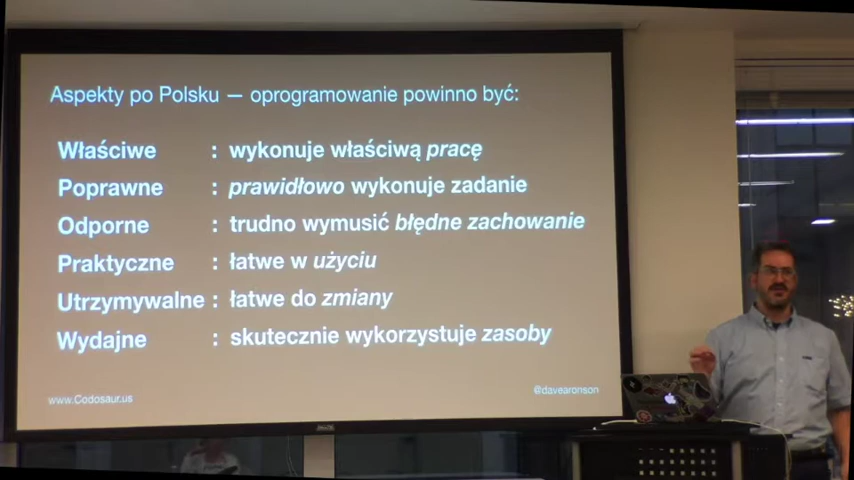 Aspekty po Polsku — oprogramowanie powinno być:
Właściwe : wykonuje właściwą pracę
Poprawne : prawidłowo wykonuje zadanie
Odporne : trudno wymusić błędne zachowanie
Praktyczne : łatwe w użyciu
Utrzymywalne : łatwe do zmiany
Wydajne : skutecznie wykorzystuje zasoby
www.Codosaur.us
@davearonson